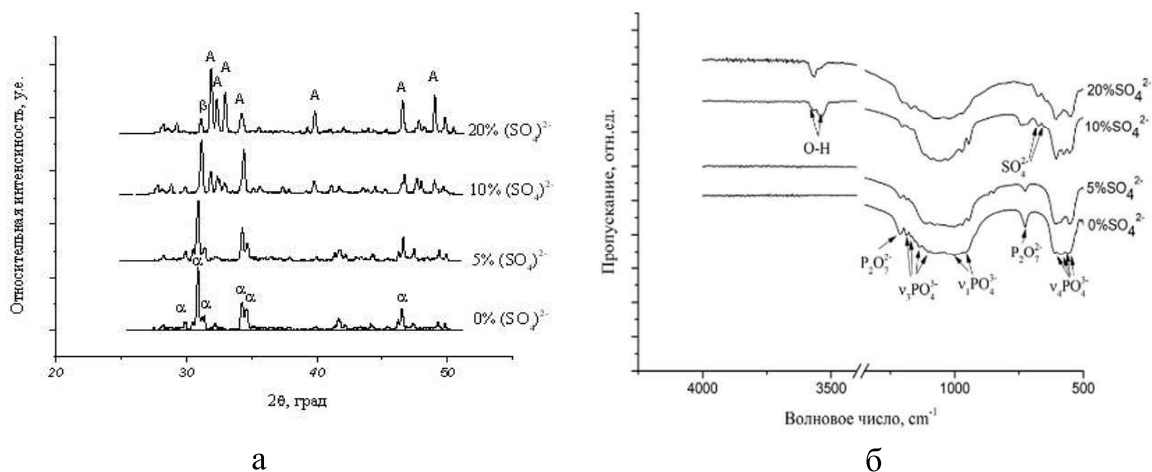 Относительная интенсивность, у.е.
A
A
A
β
A
A
A
A
20% (SO₄)²⁻
10% (SO₄)²⁻
5% (SO₄)²⁻
α
α
α
α
α
α
0% (SO₄)²⁻
20
30
40
50
2θ, град
а
Пропускание, отн.ед.
20%SO₄²⁻
10%SO₄²⁻
O-H
SO₄²⁻
5%SO₄²⁻
0%SO₄²⁻
P₂O₇²⁻
P₂O₇²⁻
ν₃PO₄³⁻
ν₁PO₄³⁻
ν₄PO₄³⁻
4000
3500
1000
500
Волновое число, cm⁻¹
б